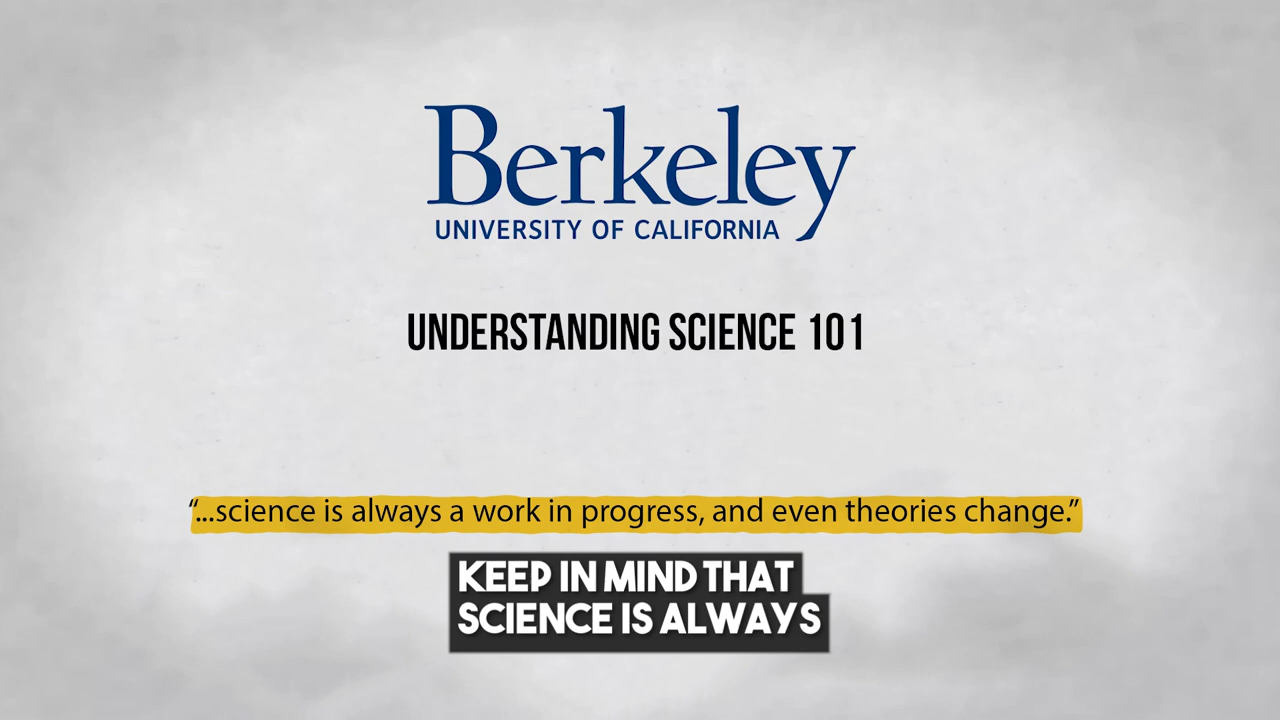 Berkeley
UNIVERSITY OF CALIFORNIA
UNDERSTANDING SCIENCE 101
“...science is always a work in progress, and even theories change.”
KEEP IN MIND THAT
SCIENCE IS ALWAYS